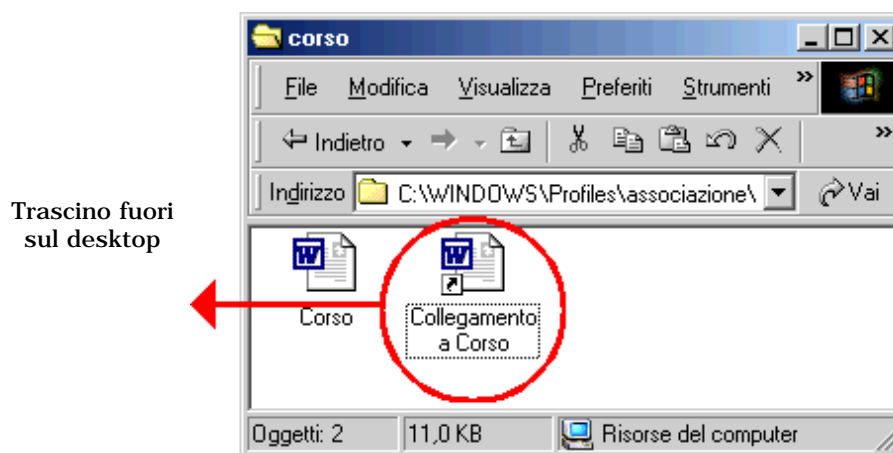 corso
File Modifica Visualizza Preferiti Strumenti »
Indietro »
Indirizzo C:\WINDOWS\Profiles\associazione\ Vai
Trascino fuori
sul desktop
Corso
Collegamento
a Corso
Oggetti: 2 11,0 KB Risorse del computer